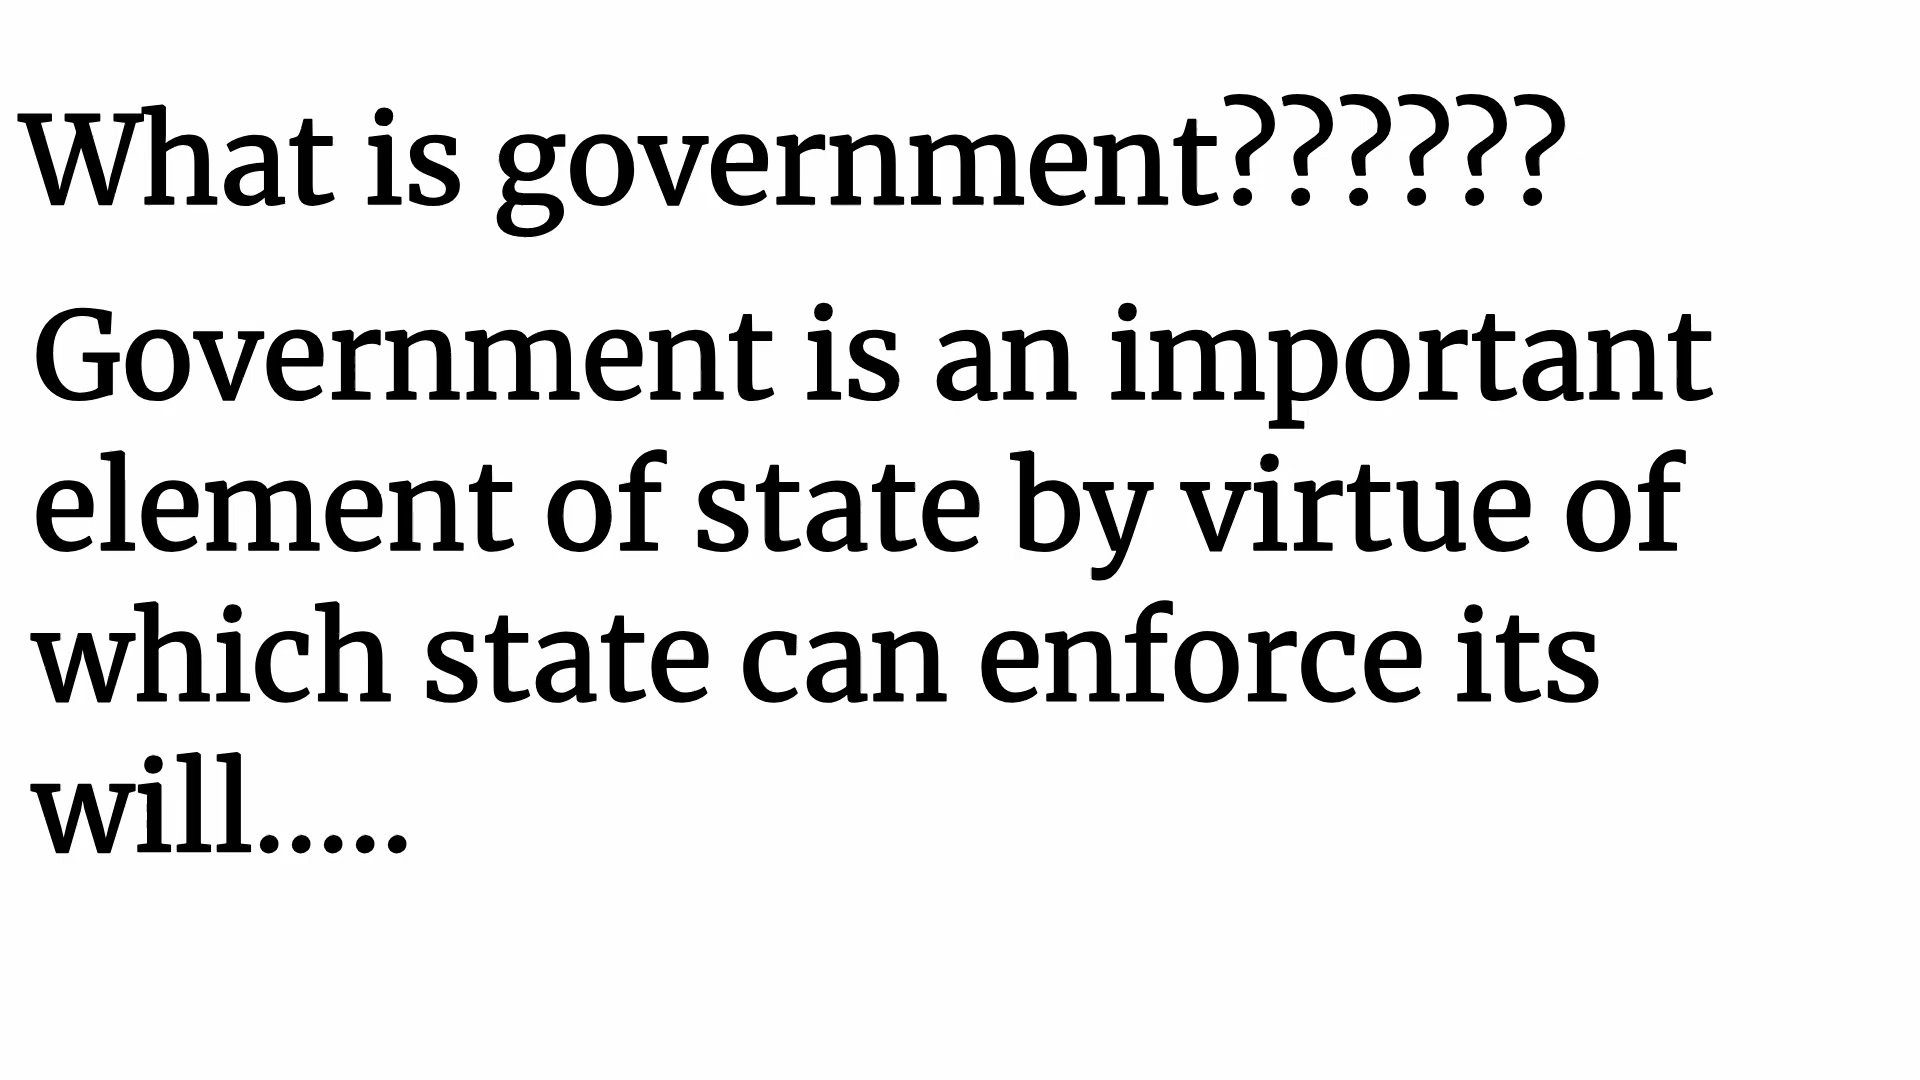 What is government??????
Government is an important
element of state by virtue of
which state can enforce its
will.....